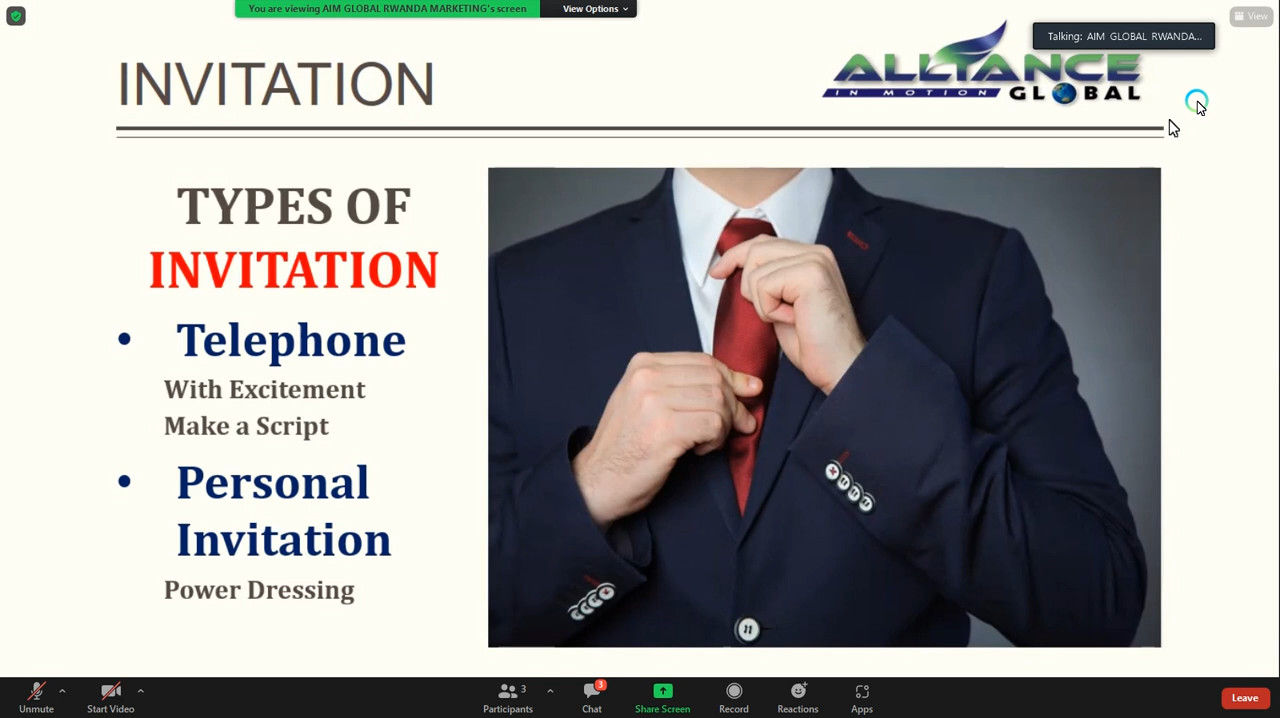 You are viewing AIM GLOBAL RWANDA MARKETING's screen
View Options
View
Talking: AIM GLOBAL RWANDA...
INVITATION
ALLIANCE
IN MOTION GLOBAL
TYPES OF
INVITATION
• Telephone
With Excitement
Make a Script
• Personal
Invitation
Power Dressing
Unmute
Start Video
3
Participants
3
Chat
Share Screen
Record
Reactions
Apps
Leave